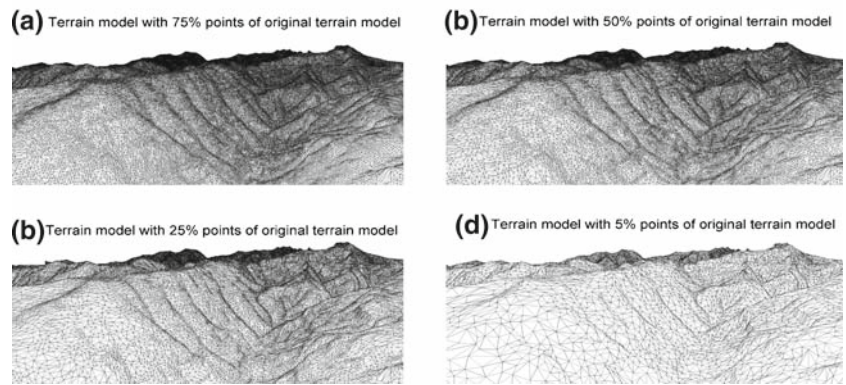 (a) Terrain model with 75% points of original terrain model
(b) Terrain model with 50% points of original terrain model
(b) Terrain model with 25% points of original terrain model
(d) Terrain model with 5% points of original terrain model